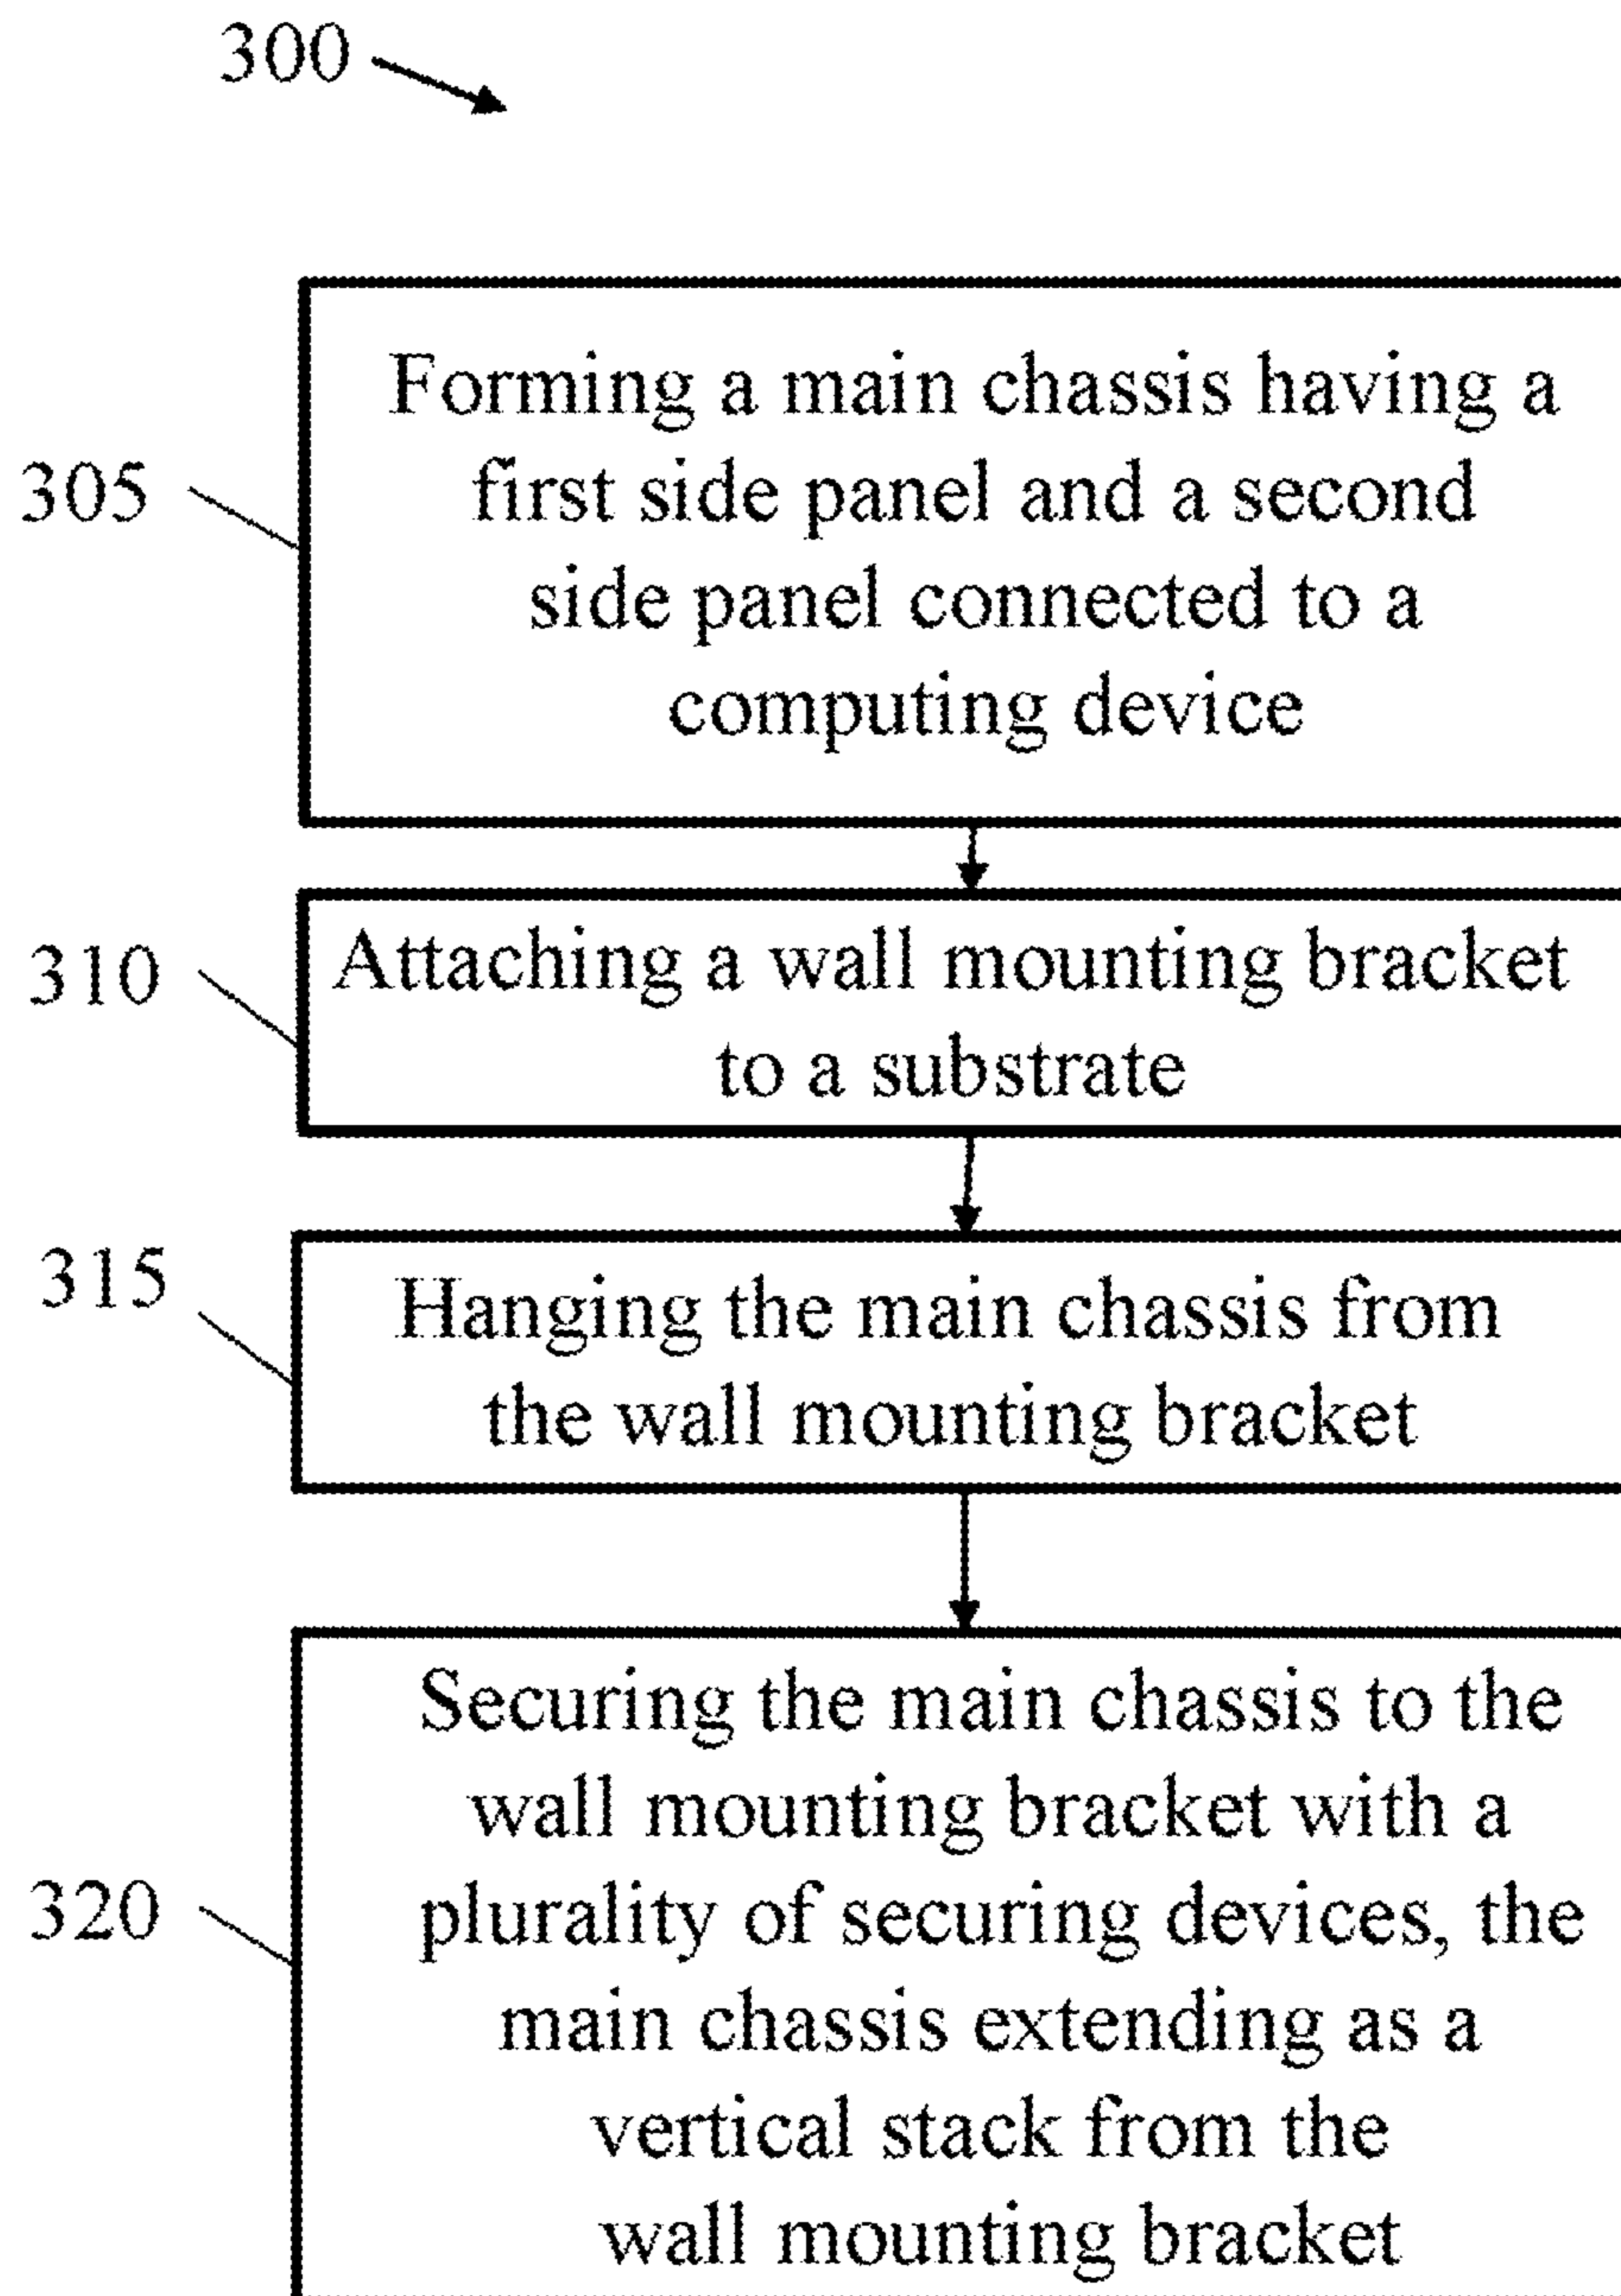 300
305
Forming a main chassis having a
first side panel and a second
side panel connected to a
computing device
310
Attaching a wall mounting bracket
to a substrate
315
Hanging the main chassis from
the wall mounting bracket
320
Securing the main chassis to the
wall mounting bracket with a
plurality of securing devices, the
main chassis extending as a
vertical stack from the
wall mounting bracket